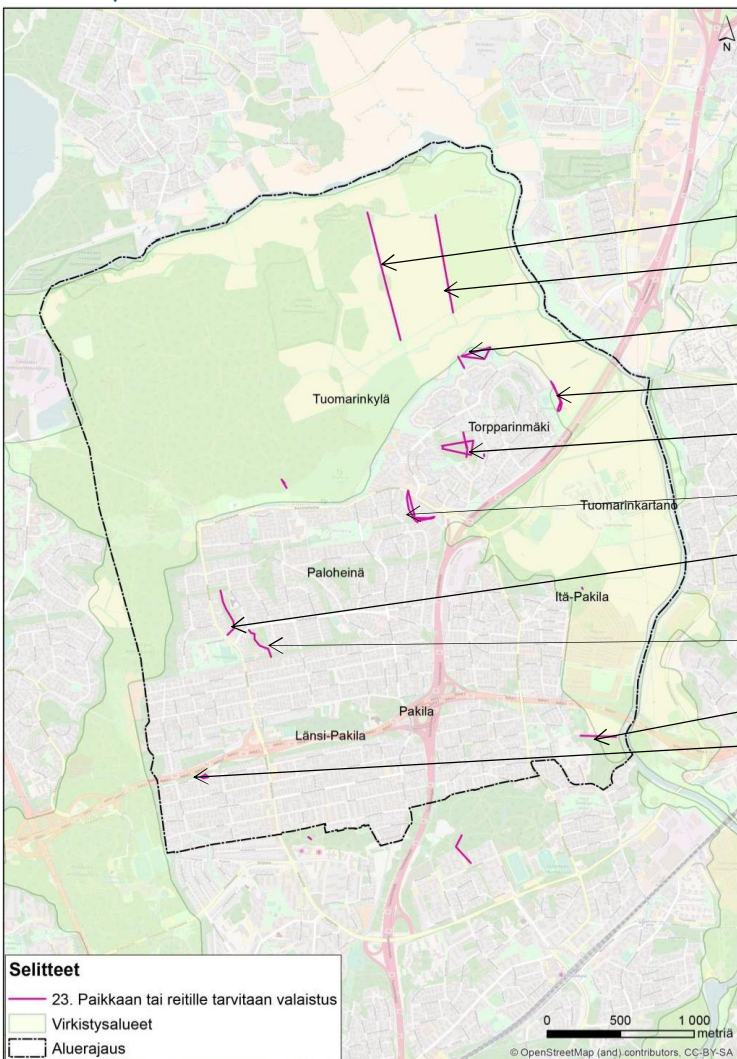 N
Tuomarinkylä
Torpparinmäki
Tuomarinkartano
Paloheinä
Itä-Pakila
Pakila
Länsi-Pakila
Selitteet
23. Paikkaan tai reitille tarvitaan valaistus
Virkistysalueet
Aluerajaus
0 500 1 000
metriä
© OpenStreetMap (and) contributors, CC-BY-SA